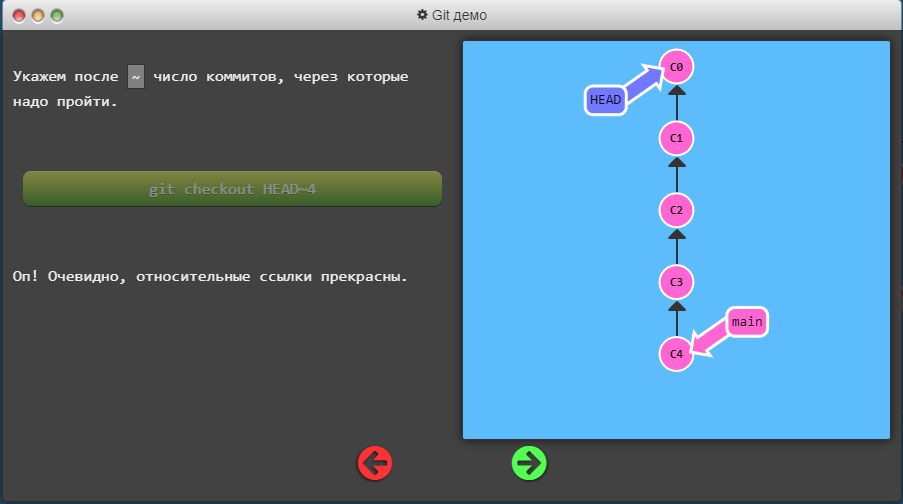 Git демо
Укажем после ~ число коммитов, через которые
надо пройти.
git checkout HEAD~4
Оп! Очевидно, относительные ссылки прекрасны.
C0
HEAD
C1
C2
C3
main
C4